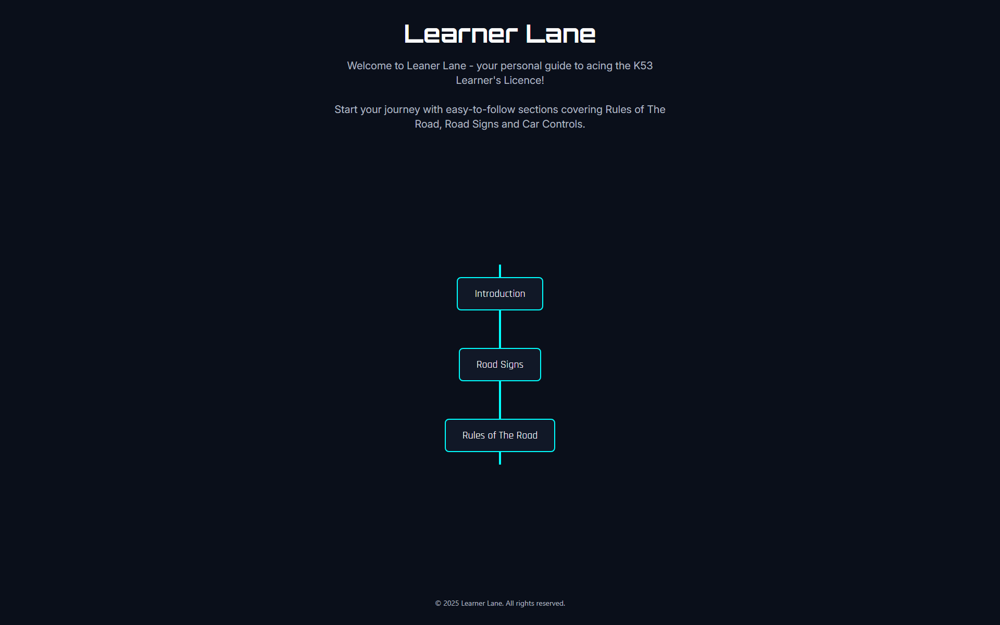 Learner Lane
Welcome to Leaner Lane - your personal guide to acing the K53
Learner's Licence!
Start your journey with easy-to-follow sections covering Rules of The
Road, Road Signs and Car Controls.
Introduction
Road Signs
Rules of The Road
© 2025 Learner Lane. All rights reserved.